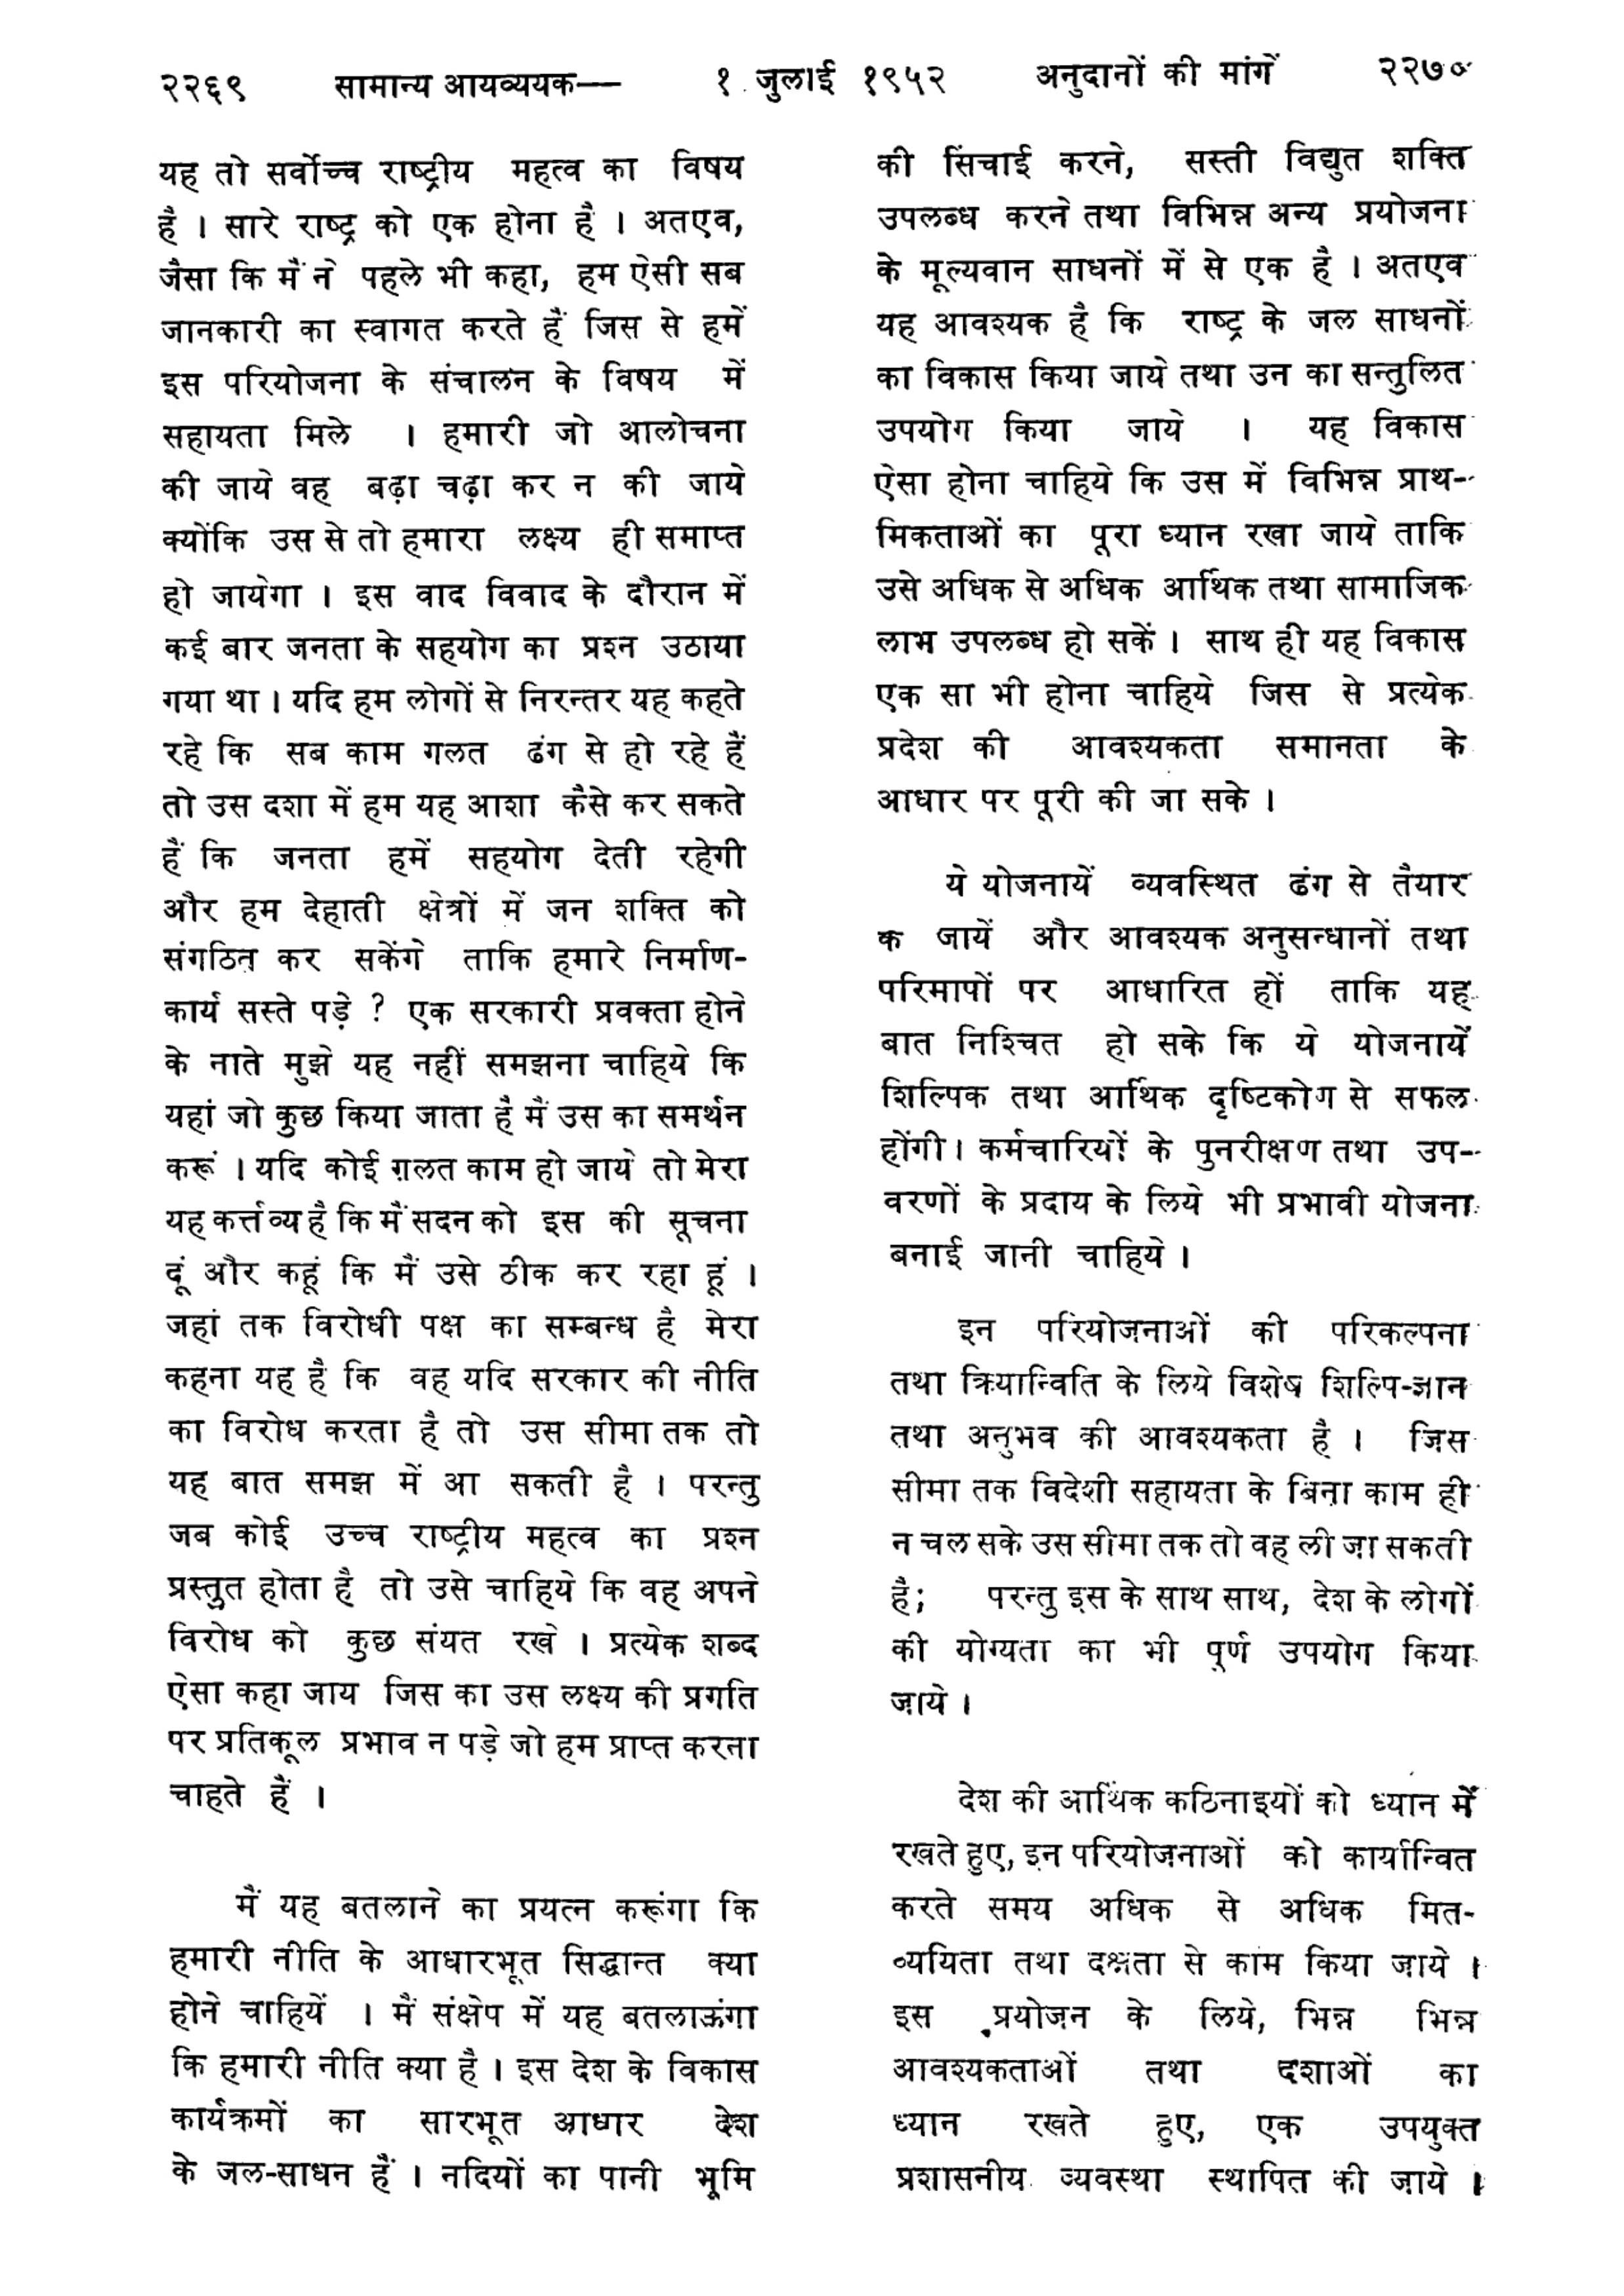 २२६९ सामान्य आयव्ययक— १ जुलाई १९५२ अनुदानों की मांगें २२७०
यह तो सर्वोच्च राष्ट्रीय महत्व का विषय
है । सारे राष्ट्र को एक होना है । अतएव,
जैसा कि मैं ने पहले भी कहा, हम ऐसी सब
जानकारी का स्वागत करते हैं जिस से हमें
इस परियोजना के संचालन के विषय में
सहायता मिले । हमारी जो आलोचना
की जाये वह बढ़ा चढ़ा कर न की जाये
क्योंकि उस से तो हमारा लक्ष्य ही समाप्त
हो जायेगा । इस वाद विवाद के दौरान में
कई बार जनता के सहयोग का प्रश्न उठाया
गया था । यदि हम लोगों से निरन्तर यह कहते
रहे कि सब काम गलत ढंग से हो रहे हैं
तो उस दशा में हम यह आशा कैसे कर सकते
हैं कि जनता हमें सहयोग देती रहेगी
और हम देहाती क्षेत्रों में जन शक्ति को
संगठित कर सकेंगे ताकि हमारे निर्माण-
कार्य सस्ते पड़े ? एक सरकारी प्रवक्ता होने
के नाते मुझे यह नहीं समझना चाहिये कि
यहां जो कुछ किया जाता है मैं उस का समर्थन
करूं । यदि कोई ग़लत काम हो जाये तो मेरा
यह कर्त्तव्य है कि मैं सदन को इस की सूचना
दूं और कहूं कि मैं उसे ठीक कर रहा हूं ।
जहां तक विरोधी पक्ष का सम्बन्ध है मेरा
कहना यह है कि वह यदि सरकार की नीति
का विरोध करता है तो उस सीमा तक तो
यह बात समझ में आ सकती है । परन्तु
जब कोई उच्च राष्ट्रीय महत्व का प्रश्न
प्रस्तुत होता है तो उसे चाहिये कि वह अपने
विरोध को कुछ संयत रखे । प्रत्येक शब्द
ऐसा कहा जाय जिस का उस लक्ष्य की प्रगति
पर प्रतिकूल प्रभाव न पड़े जो हम प्राप्त करना
चाहते हैं ।
मैं यह बतलाने का प्रयत्न करूंगा कि
हमारी नीति के आधारभूत सिद्धान्त क्या
होने चाहियें । मैं संक्षेप में यह बतलाऊंगा
कि हमारी नीति क्या है । इस देश के विकास
कार्यक्रमों का सारभूत आधार देश
के जल-साधन हैं । नदियों का पानी भूमि
की सिंचाई करने, सस्ती विद्युत शक्ति
उपलब्ध करने तथा विभिन्न अन्य प्रयोजना
के मूल्यवान साधनों में से एक है । अतएव
यह आवश्यक है कि राष्ट्र के जल साधनों
का विकास किया जाये तथा उन का सन्तुलित
उपयोग किया जाये । यह विकास
ऐसा होना चाहिये कि उस में विभिन्न प्राथ-
मिकताओं का पूरा ध्यान रखा जाये ताकि
उसे अधिक से अधिक आर्थिक तथा सामाजिक
लाभ उपलब्ध हो सकें । साथ ही यह विकास
एक सा भी होना चाहिये जिस से प्रत्येक
प्रदेश की आवश्यकता समानता के
आधार पर पूरी की जा सके ।
ये योजनायें व्यवस्थित ढंग से तैयार
क जायें और आवश्यक अनुसन्धानों तथा
परिमापों पर आधारित हों ताकि यह
बात निश्चित हो सके कि ये योजनायें
शिल्पिक तथा आर्थिक दृष्टिकोग से सफल
होंगी । कर्मचारियों के पुनरीक्षण तथा उप-
वरणों के प्रदाय के लिये भी प्रभावी योजना
बनाई जानी चाहिये ।
इन परियोजनाओं की परिकल्पना
तथा क्रियान्विति के लिये विशेष शिल्पि-ज्ञान
तथा अनुभव की आवश्यकता है । जिस
सीमा तक विदेशी सहायता के बिना काम ही
न चल सके उस सीमा तक तो वह ली जा सकती
है; परन्तु इस के साथ साथ, देश के लोगों
की योग्यता का भी पूर्ण उपयोग किया
जाये ।
देश की आर्थिक कठिनाइयों को ध्यान में
रखते हुए, इन परियोजनाओं को कार्यान्वित
करते समय अधिक से अधिक मित-
व्ययिता तथा दक्षता से काम किया जाये ।
इस प्रयोजन के लिये, भिन्न भिन्न
आवश्यकताओं तथा दशाओं का
ध्यान रखते हुए, एक उपयुक्त
प्रशासनीय व्यवस्था स्थापित की जाये ।